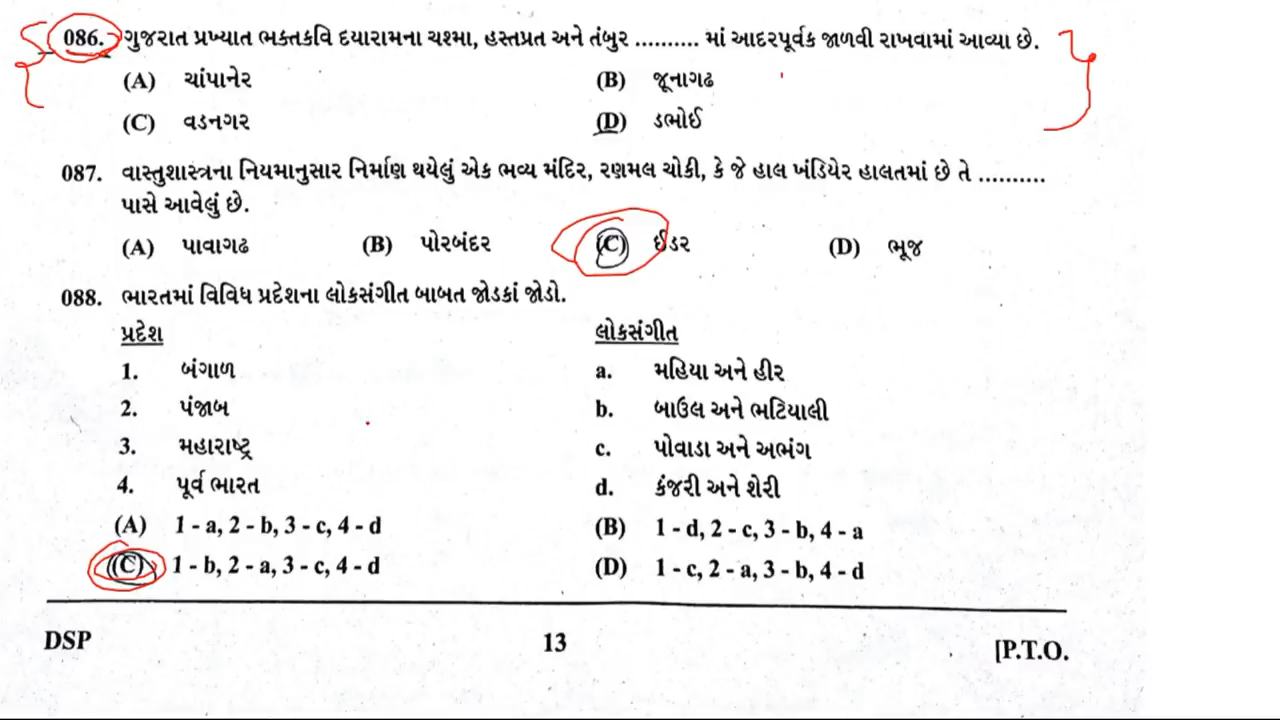 086. ગુજરાત પ્રખ્યાત ભક્તકવિ દયારામના ચશ્મા, હસ્તપ્રત અને તંબુર .......... માં આદરપૂર્વક જાળવી રાખવામાં આવ્યા છે.
(A) ચાંપાનેર (B) જૂનાગઢ
(C) વડનગર (D) ડભોઈ
087. વાસ્તુશાસ્ત્રના નિયમાનુસાર નિર્માણ થયેલું એક ભવ્ય મંદિર, રણમલ ચોકી, કે જે હાલ ખંડિયેર હાલતમાં છે તે ..........
પાસે આવેલું છે.
(A) પાવાગઢ (B) પોરબંદર (C) ઈડર (D) ભૂજ
088. ભારતમાં વિવિધ પ્રદેશના લોકસંગીત બાબત જોડકાં જોડો.
પ્રદેશ લોકસંગીત
1. બંગાળ a. મહિયા અને હીર
2. પંજાબ b. બાઉલ અને ભટિયાલી
3. મહારાષ્ટ્ર c. પોવાડા અને અભંગ
4. પૂર્વ ભારત d. કંજરી અને શેરી
(A) 1 - a, 2 - b, 3 - c, 4 - d (B) 1 - d, 2 - c, 3 - b, 4 - a
(C) 1 - b, 2 - a, 3 - c, 4 - d (D) 1 - c, 2 - a, 3 - b, 4 - d
DSP 13 [P.T.O.